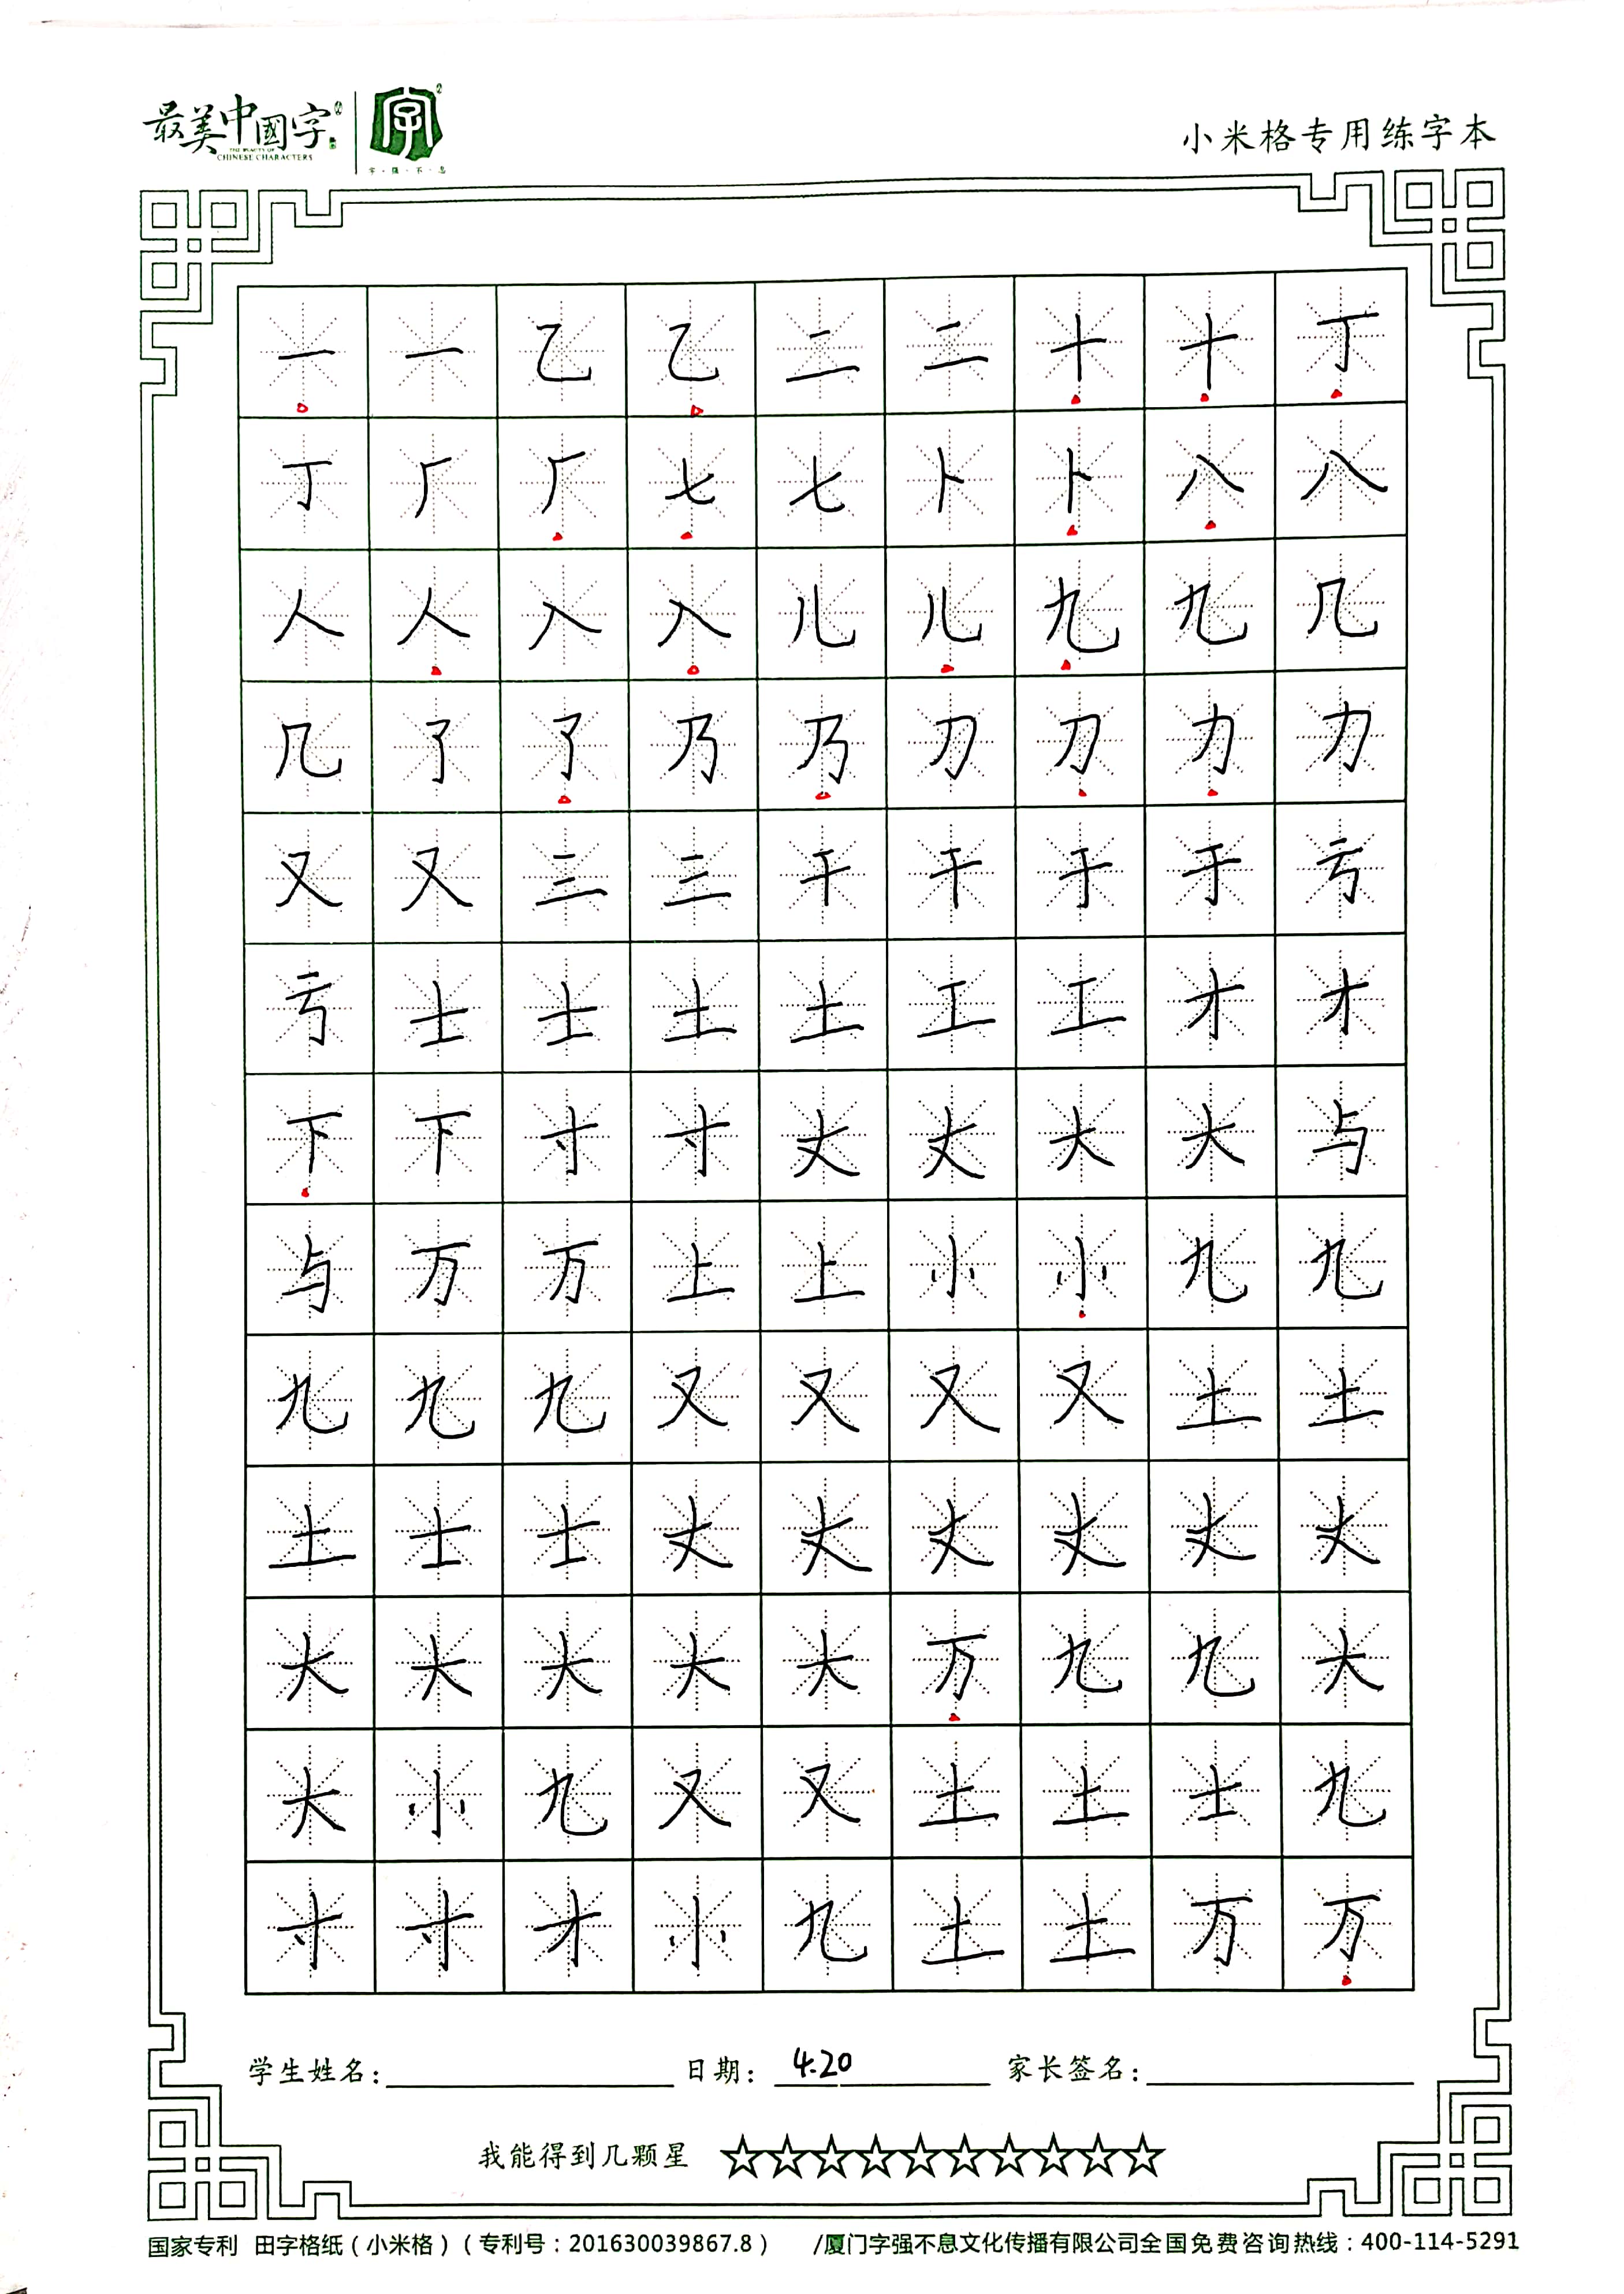 最美中國字
THE BEAUTY OF
CHINESE CHARACTERS
字
字·强·不·息
小米格专用练字本
一 一 乙 乙 二 二 十 十 丁
丁 厂 厂 七 七 卜 卜 八 八
人 人 入 入 儿 儿 九 九 几
几 了 了 乃 乃 刀 刀 力 力
又 又 三 三 干 干 于 于 亏
亏 士 士 土 土 工 工 才 才
下 下 寸 寸 丈 丈 大 大 与
与 万 万 上 上 小 小 九 九
九 九 九 又 又 又 又 土 土
土 士 士 丈 丈 丈 丈 丈 丈
大 大 大 大 大 万 九 九 大
大 小 九 又 又 土 土 士 九
寸 寸 才 小 九 土 土 万 万
学生姓名: 日期: 4.20 家长签名:
我能得到几颗星 ☆☆☆☆☆☆☆☆☆☆
国家专利 田字格纸(小米格)(专利号:201630039867.8) /厦门字强不息文化传播有限公司全国免费咨询热线:400-114-5291